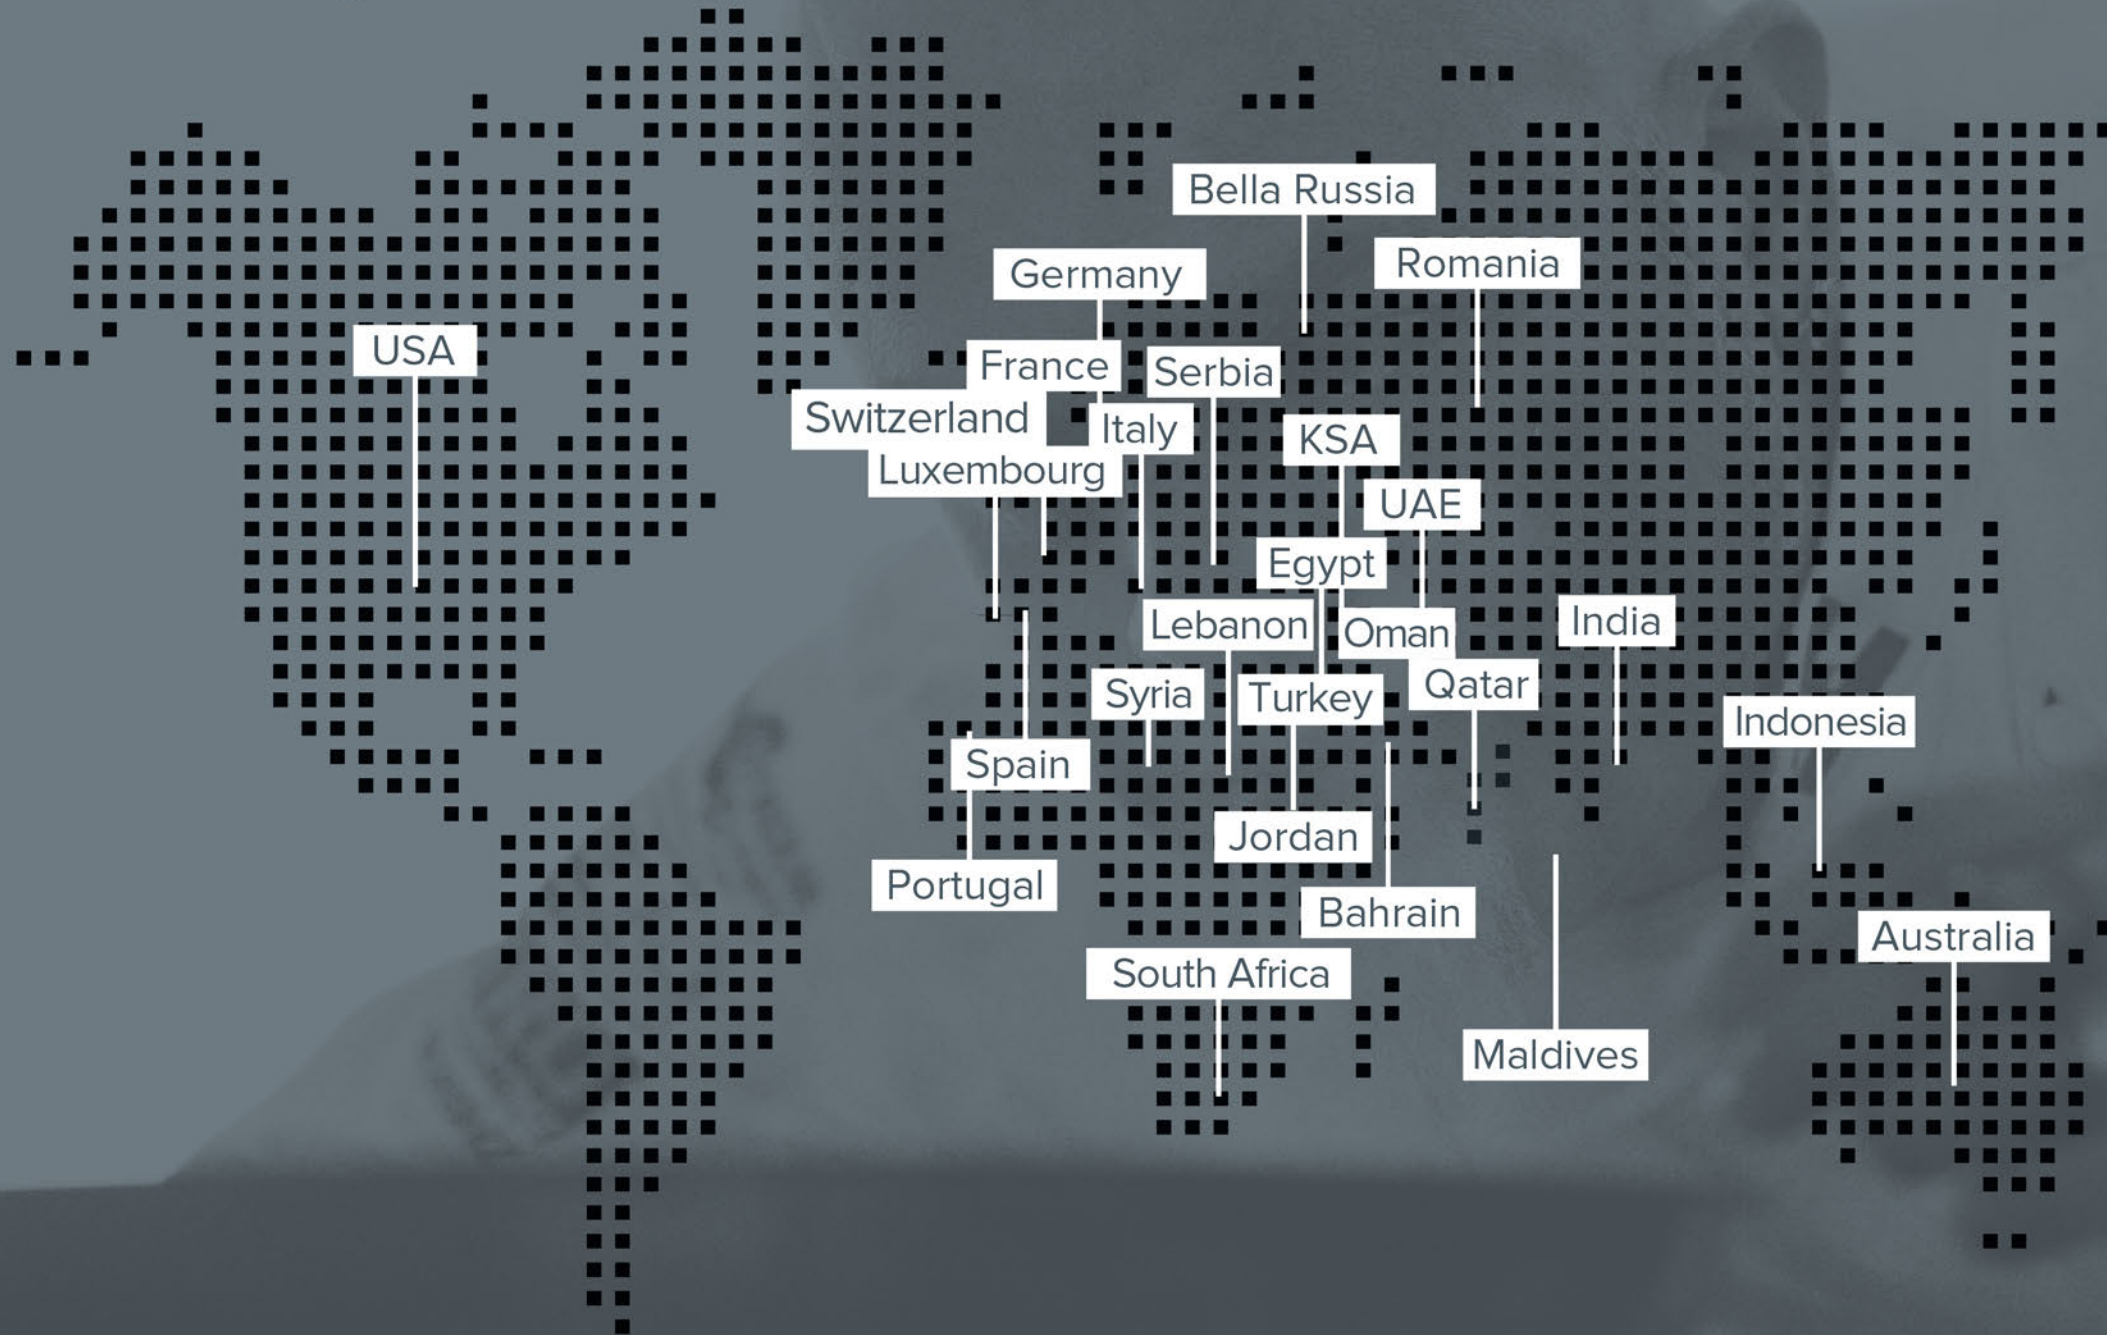 Bella Russia
Romania
Germany
USA
France
Serbia
Switzerland
Italy
KSA
Luxembourg
UAE
Egypt
Lebanon
Oman
India
Syria
Turkey
Qatar
Indonesia
Spain
Jordan
Portugal
Bahrain
Australia
South Africa
Maldives